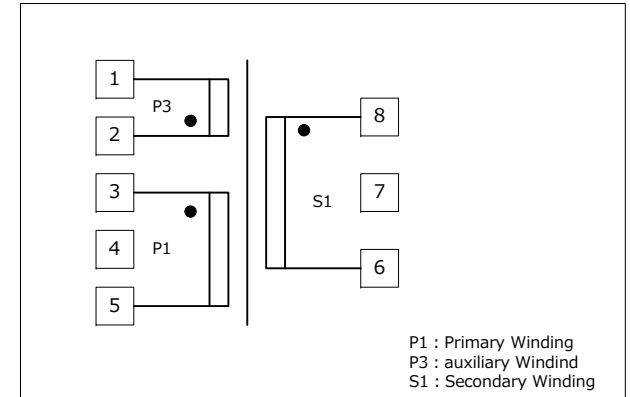 1
P3
2
3
4
P1
5
8
S1
7
6
P1 : Primary Winding
P3 : auxiliary Windind
S1 : Secondary Winding